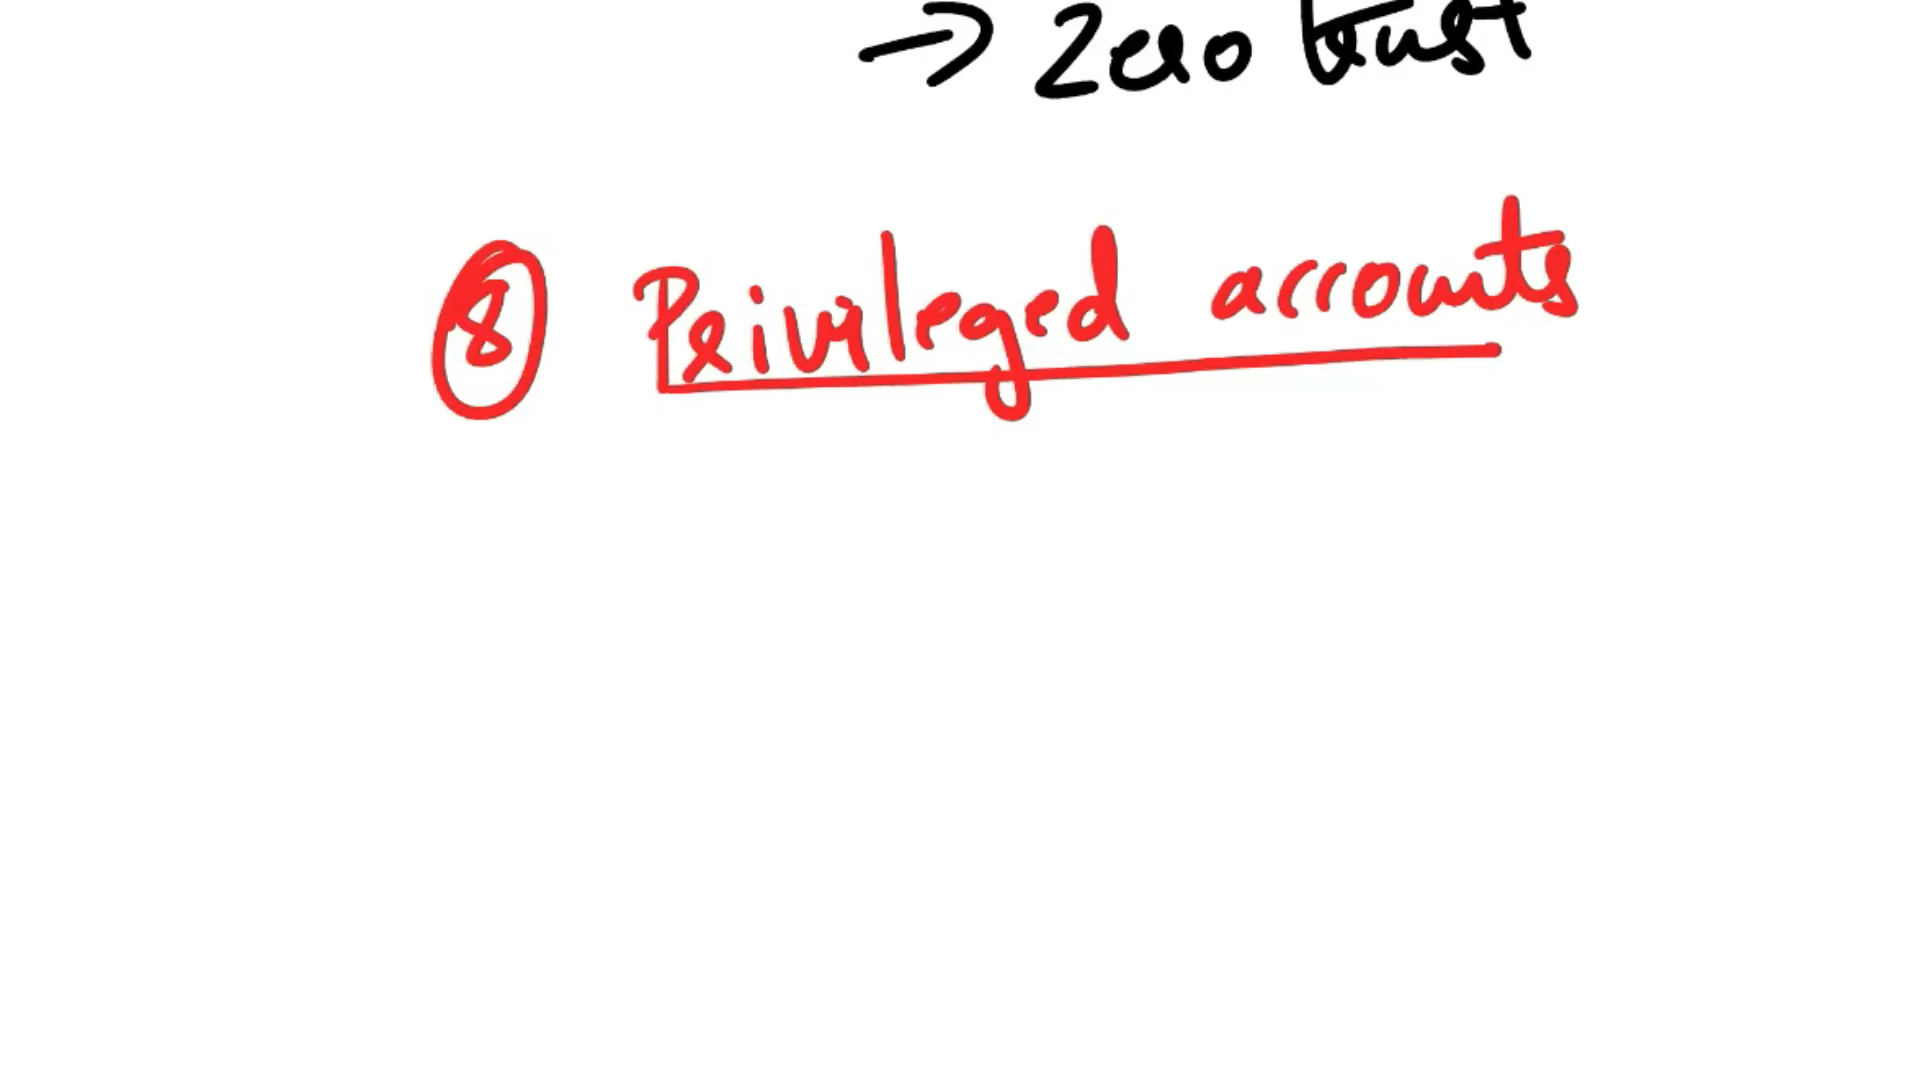 → Zero trust
⑧ Privileged accounts